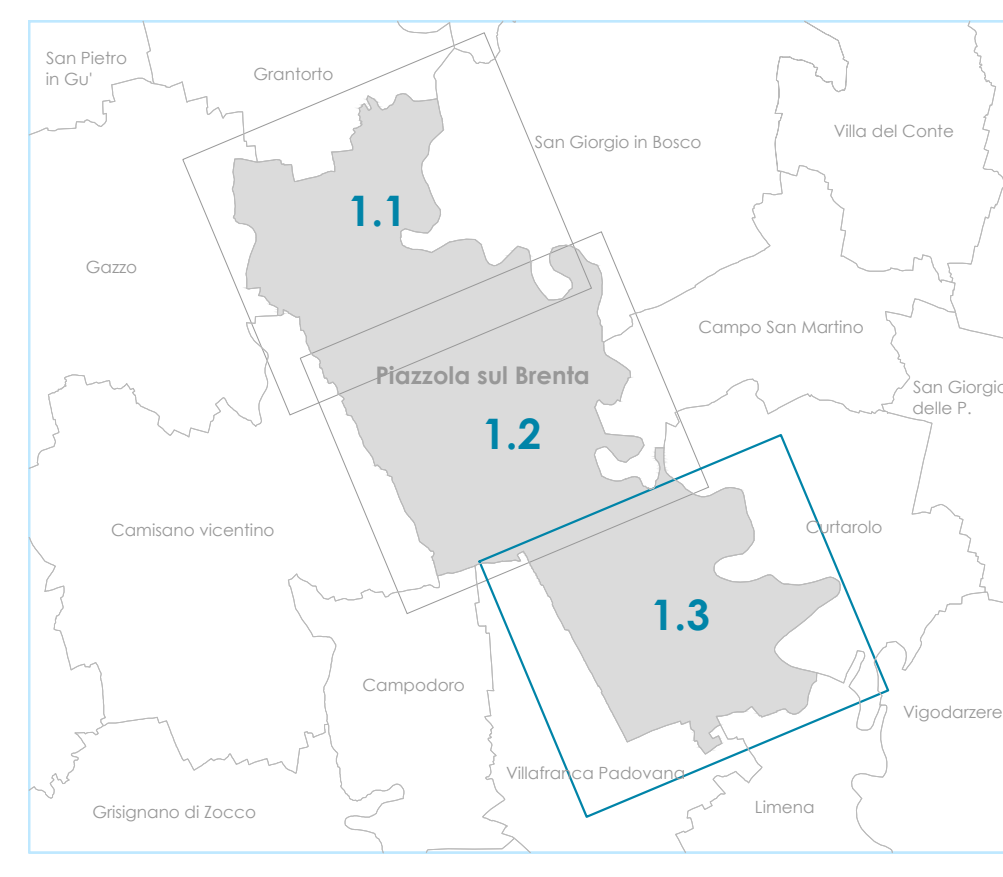 San Pietro
in Gu'
Grantorto
Villa del Conte
San Giorgio in Bosco
1.1
Gazzo
Campo San Martino
Piazzola sul Brenta
San Giorgio
delle P.
1.2
Camisano vicentino
Curtarolo
1.3
Campodoro
Vigodarzere
Villafranca Padovana
Limena
Grisignano di Zocco